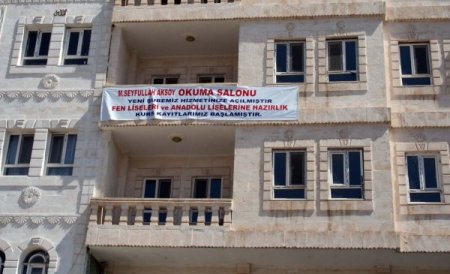 M.SEYFULLAH AKSOY OKUMA SALONU
YENİ ŞUBEMİZ HİZMETİNİZE AÇILMIŞTIR
FEN LİSELERİ ve ANADOLU LİSELERİNE HAZIRLIK
KURS KAYITLARIMIZ BAŞLAMIŞTIR.